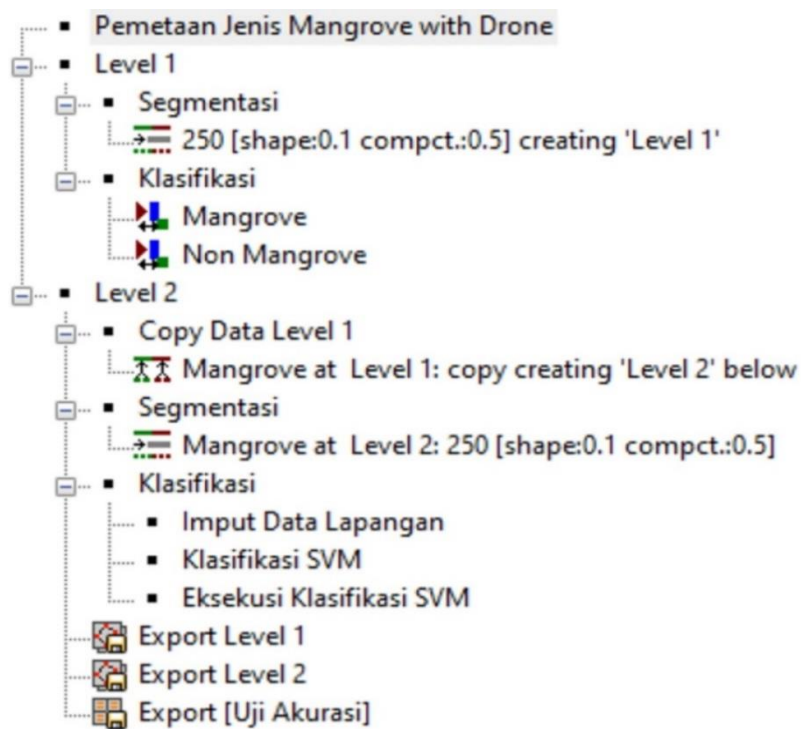 Pemetaan Jenis Mangrove with Drone
Level 1
Segmentasi
250 [shape:0.1 compct.:0.5] creating 'Level 1'
Klasifikasi
Mangrove
Non Mangrove
Level 2
Copy Data Level 1
Mangrove at Level 1: copy creating 'Level 2' below
Segmentasi
Mangrove at Level 2: 250 [shape:0.1 compct.:0.5]
Klasifikasi
Imput Data Lapangan
Klasifikasi SVM
Eksekusi Klasifikasi SVM
Export Level 1
Export Level 2
Export [Uji Akurasi]